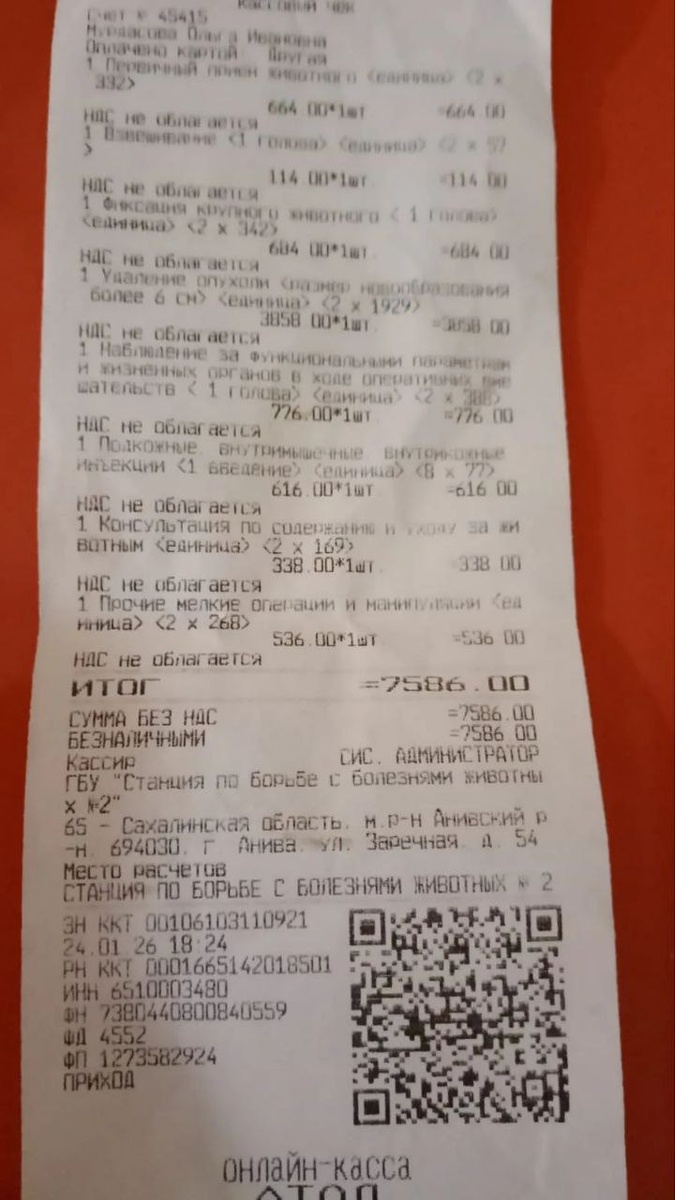 КАССОВЫЙ ЧЕК
Счет № 45415
Мурдасова Ольга Ивановна
Оплачено картой: Другая
1 Первичный прием животного <единица> <2 x
332>
664.00*1шт =664.00
НДС не облагается
1 Взвешивание <1 голова> <единица> <2 x 57
>
114.00*1шт =114.00
НДС не облагается
1 Фиксация крупного животного < 1 голова>
<единица> <2 x 342>
684.00*1шт. =684.00
НДС не облагается
1 Удаление опухоли <размер новообразования
более 6 см> <единица> <2 x 1929>
3858.00*1шт. =3858.00
НДС не облагается
1 Наблюдение за функциональными параметрам
и жизненных органов в ходе оперативных вме
шательств < 1 голова> <единица> <2 x 388>
776.00*1шт. =776.00
НДС не облагается
1 Подкожные, внутримышечные, внутрикожные
инъекции <1 введение> <единица> <8 x 77>
616.00*1шт. =616.00
НДС не облагается
1 Консультация по содержанию и уходу за жи
вотным <единица> <2 x 169>
338.00*1шт. =338.00
НДС не облагается
1 Прочие мелкие операции и манипуляции <ед
иница> <2 x 268>
536.00*1шт =536.00
НДС не облагается
ИТОГ =7586.00
СУММА БЕЗ НДС =7586.00
БЕЗНАЛИЧНЫМИ =7586.00
Кассир СИС. АДМИНИСТРАТОР
ГБУ "Станция по борьбе с болезнями животны
х №2"
65 - Сахалинская область, м.р-н Анивский р
-н, 694030, г. Анива, ул. Заречная, д. 54
Место расчетов
СТАНЦИЯ ПО БОРЬБЕ С БОЛЕЗНЯМИ ЖИВОТНЫХ № 2
ЗН ККТ 00106103110921
24.01.26 18:24
РН ККТ 0001665142018501
ИНН 6510003480
ФН 7380440800840559
ФД 4552
ФП 1273582924
ПРИХОД
ОНЛАЙН-КАССА
АТОЛ